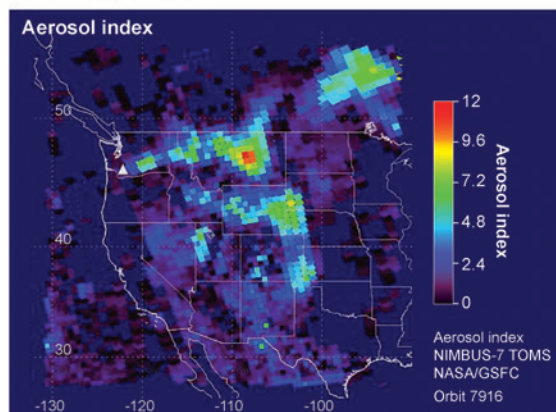 Aerosol index
50
40
30
-130
-120
-110
-100
12
9.6
7.2
4.8
2.4
0
Aerosol index
Aerosol index
NIMBUS-7 TOMS
NASA/GSFC
Orbit 7916